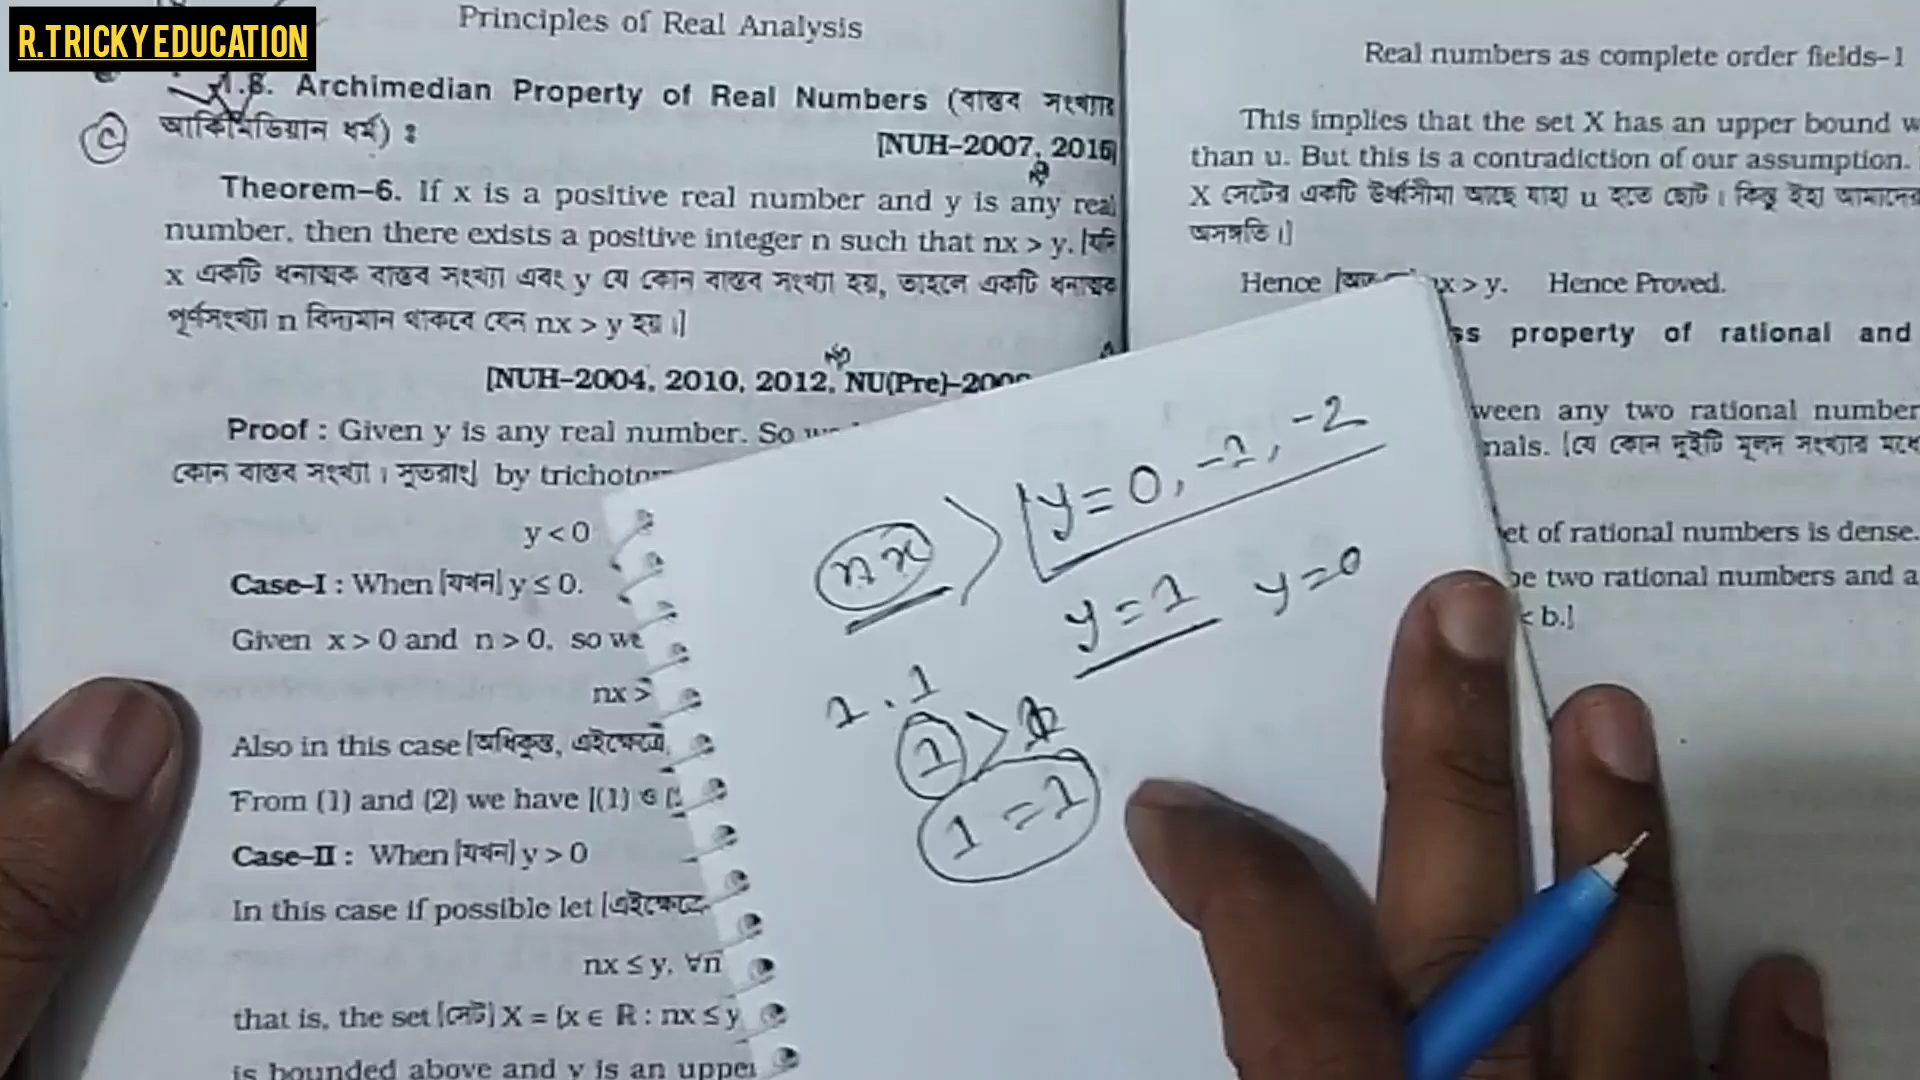 R.TRICKY EDUCATION
Principles of Real Analysis
1.8. Archimedian Property of Real Numbers (বাস্তব সংখ্যার
আর্কিমিডিয়ান ধর্ম) :
[NUH–2007, 2015]
Theorem–6. If x is a positive real number and y is any real
number. then there exists a positive integer n such that nx > y. [যদি
x একটি ধনাত্মক বাস্তব সংখ্যা এবং y যে কোন বাস্তব সংখ্যা হয়, তাহলে একটি ধনাত্মক
পূর্ণসংখ্যা n বিদ্যমান থাকবে যেন nx > y হয়।]
[NUH–2004, 2010, 2012, NU(Pre)–200
Proof : Given y is any real number. So
কোন বাস্তব সংখ্যা। সুতরাং] by
y < 0
Case–I : When [যখন] y ≤ 0.
Given x > 0 and n > 0, so we
nx >
Also in this case [অধিকন্তু, এইক্ষেত্রে,
From (1) and (2) we have [(1) ও
Case–II : When [যখন] y > 0
In this case if possible let
nx ≤ y, ∀n
that is, the set [সেট] X = {x ∈ ℝ : nx ≤ y
is bounded above and y is an upper
nx > y = 0, -1, -2
y = 1 y = 0
1 . 1
1 >
1 = 1
Real numbers as complete order fields–1
This implies that the set X has an upper bound
than u. But this is a contradiction of our assumption.
X সেটের একটি উর্ধ্বসীমা আছে যাহা u হতে ছোট। কিন্তু ইহা আমাদের
অসঙ্গতি।]
Hence nx > y. Hence Proved.
property of rational and
any two rational number
[যে কোন দুইটি মূলদ সংখ্যার মধ্যে
of rational numbers is dense.
two rational numbers and a
< b.]